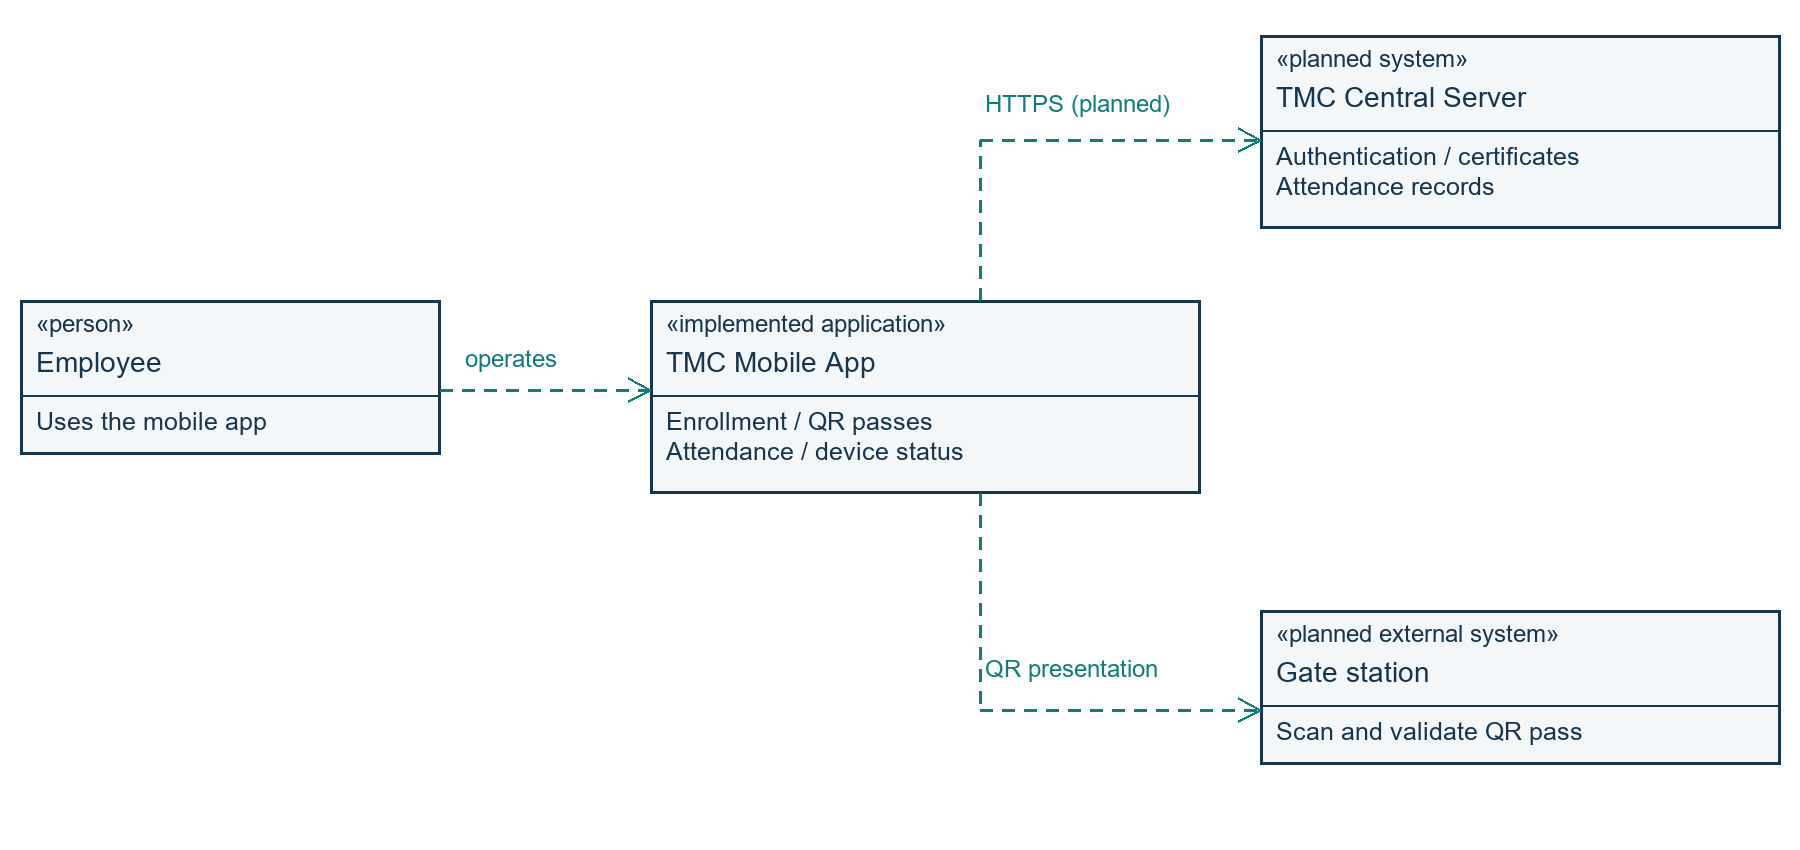 «planned system»
TMC Central Server
Authentication / certificates
Attendance records
HTTPS (planned)
«person»
Employee
Uses the mobile app
operates
«implemented application»
TMC Mobile App
Enrollment / QR passes
Attendance / device status
QR presentation
«planned external system»
Gate station
Scan and validate QR pass